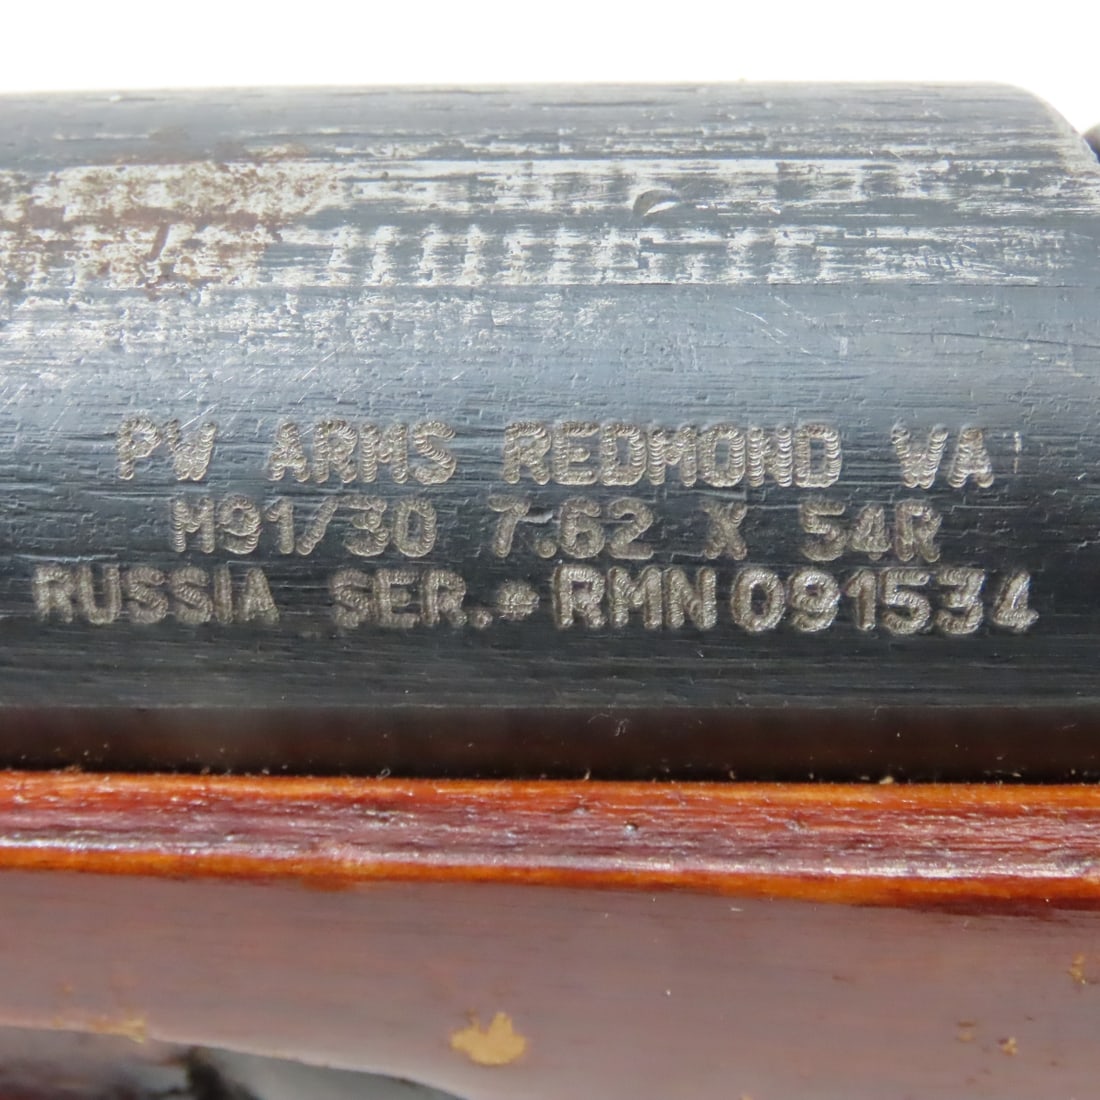 PW ARMS REDMOND WA
M91/30 7.62 X 54R
RUSSIA SER.* RMN091534